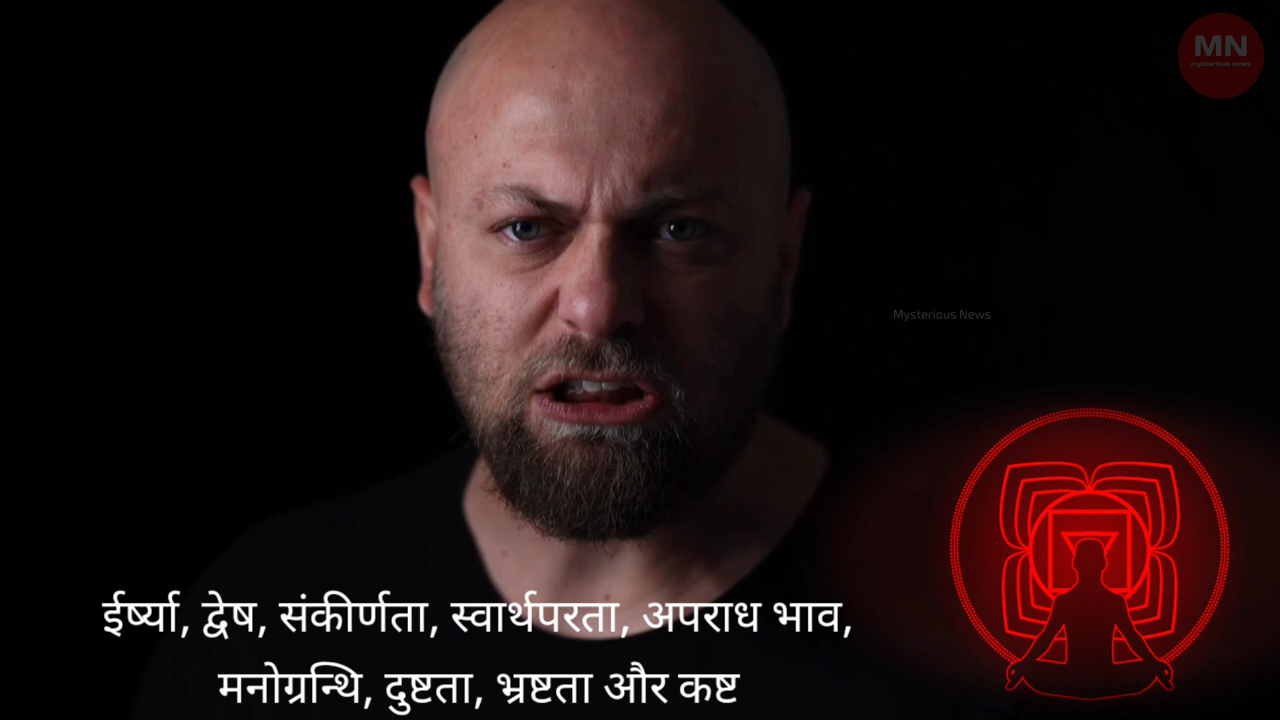 MN
mysterious news
Mysterious News
ईर्ष्या, द्वेष, संकीर्णता, स्वार्थपरता, अपराध भाव,
मनोग्रन्थि, दुष्टता, भ्रष्टता और कष्ट